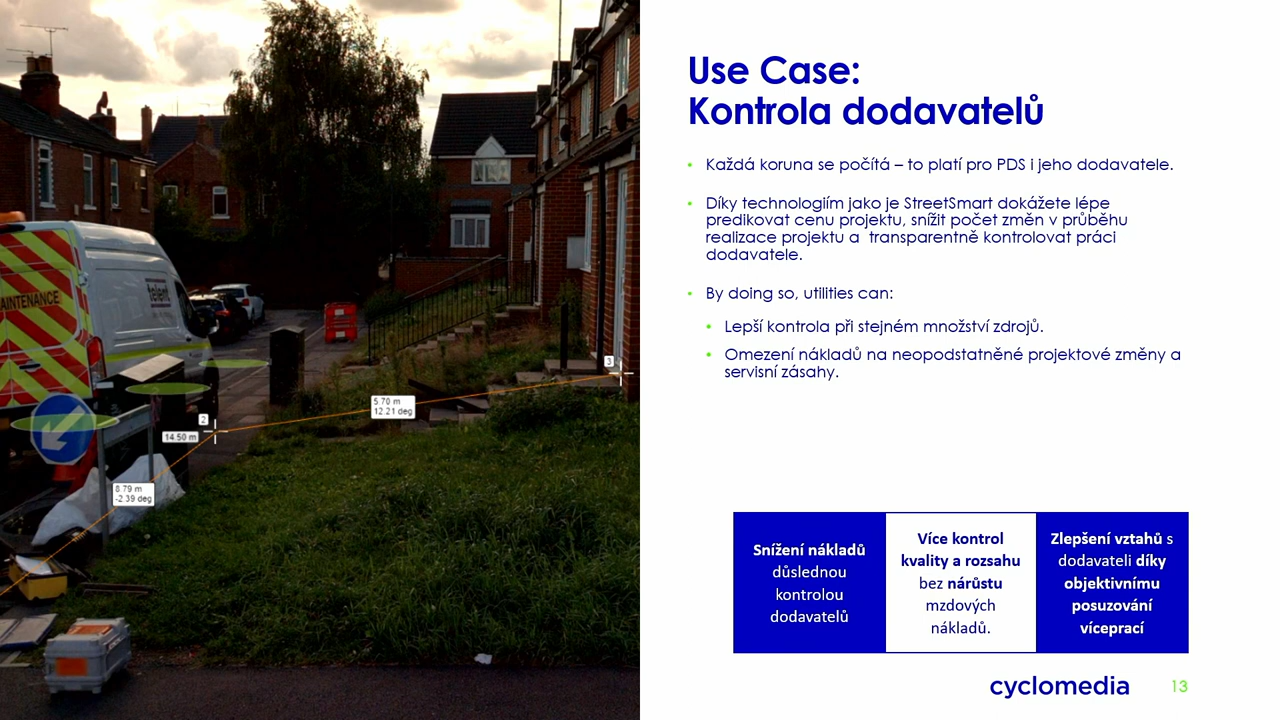 Use Case:
Kontrola dodavatelů
• Každá koruna se počítá – to platí pro PDS i jeho dodavatele.
• Díky technologiím jako je StreetSmart dokážete lépe
predikovat cenu projektu, snížit počet změn v průběhu
realizace projektu a  transparentně kontrolovat práci
dodavatele.
• By doing so, utilities can:
• Lepší kontrola při stejném množství zdrojů.
• Omezení nákladů na neopodstatněné projektové změny a
servisní zásahy.
Snížení nákladů
důslednou
kontrolou
dodavatelů
Více kontrol
kvality a rozsahu
bez nárůstu
mzdových
nákladů.
Zlepšení vztahů s
dodavateli díky
objektivnímu
posuzování
víceprací
cyclomedia
13
MAINTENANCE
telent
3
5.70 m
12.21 deg
2
14.50 m
8.79 m
-2.39 deg